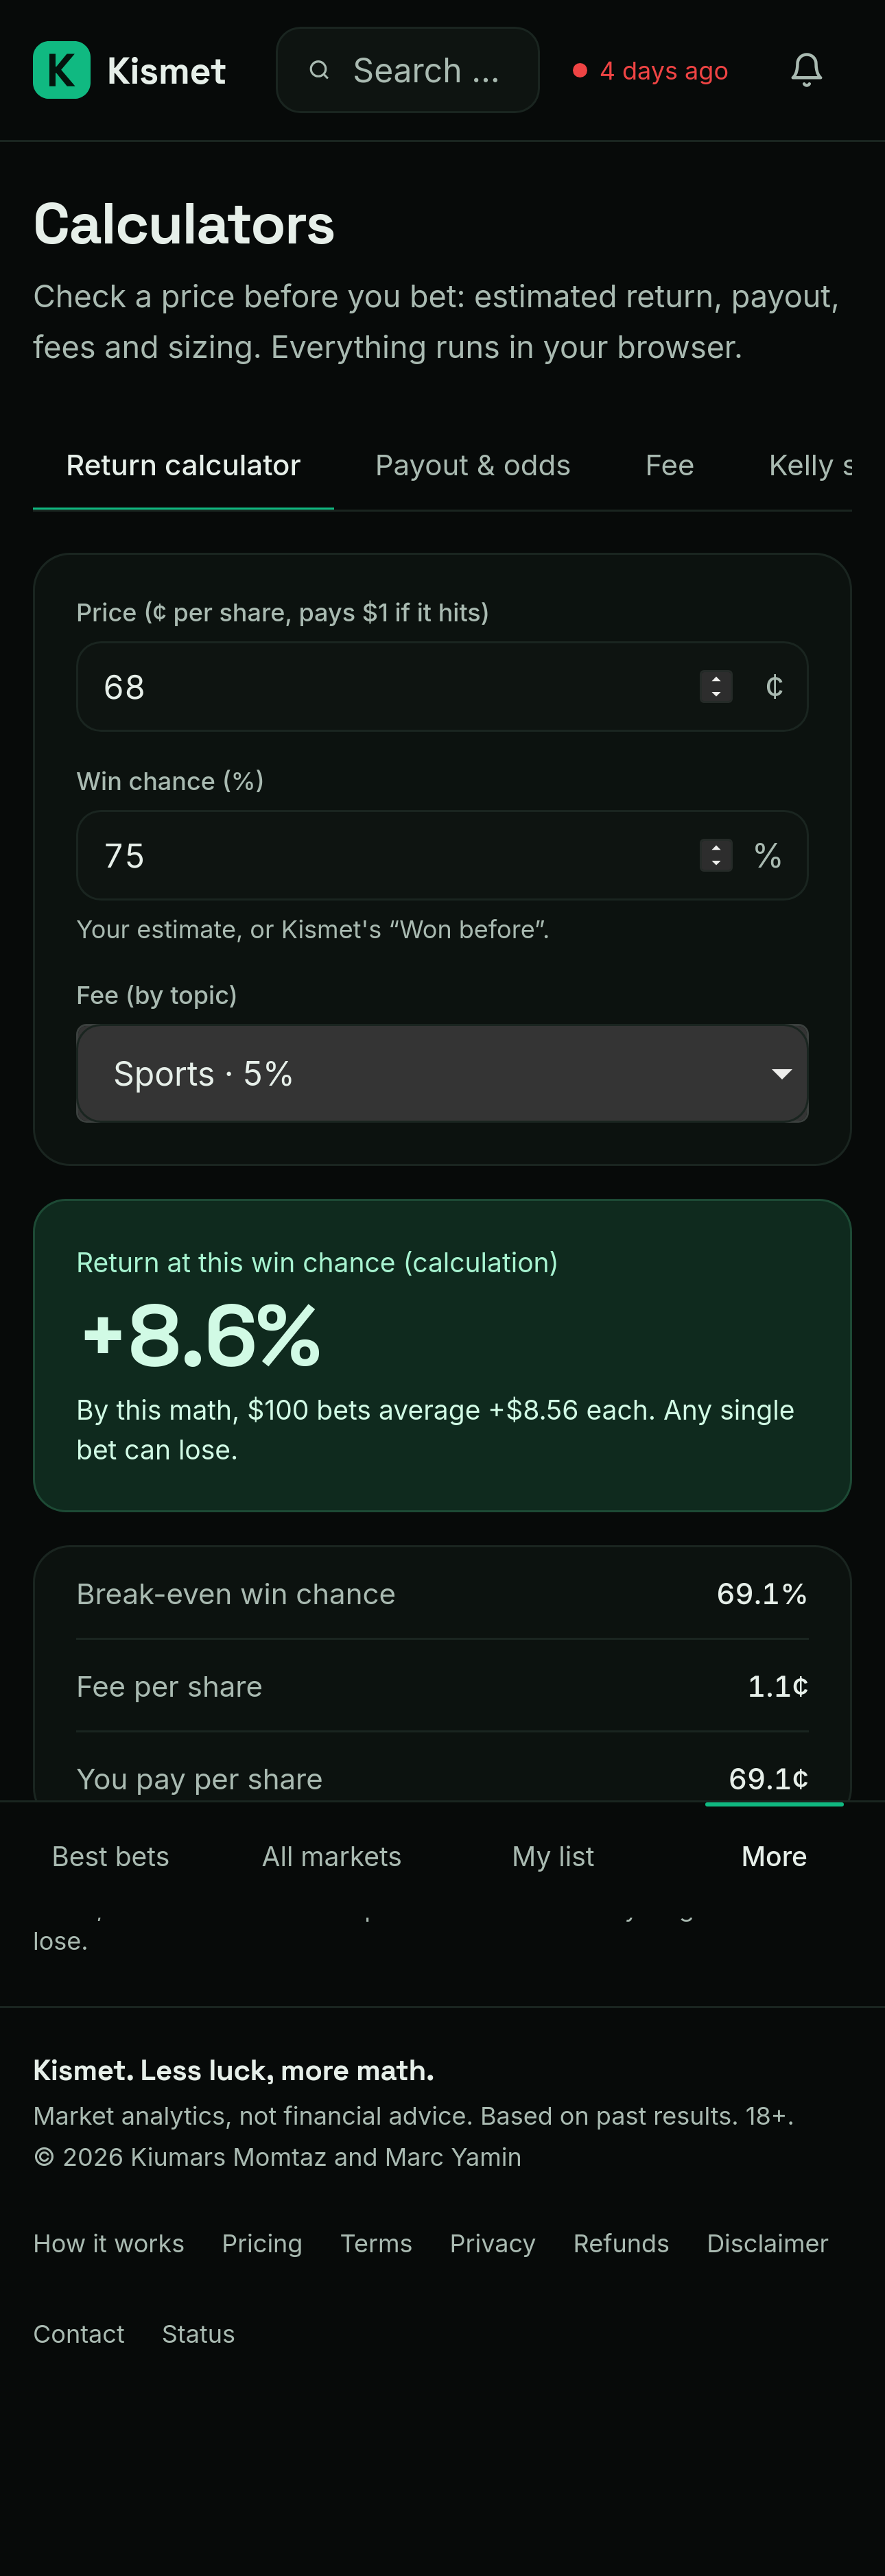 K Kismet
Search ...
4 days ago
Calculators
Check a price before you bet: estimated return, payout,
fees and sizing. Everything runs in your browser.
Return calculator
Payout & odds
Fee
Kelly s
Price (¢ per share, pays $1 if it hits)
68
¢
Win chance (%)
75
%
Your estimate, or Kismet's “Won before”.
Fee (by topic)
Sports · 5%
Return at this win chance (calculation)
+8.6%
By this math, $100 bets average +$8.56 each. Any single
bet can lose.
Break-even win chance 69.1%
Fee per share 1.1¢
You pay per share 69.1¢
Best bets
All markets
My list
More
lose.
Kismet. Less luck, more math.
Market analytics, not financial advice. Based on past results. 18+.
© 2026 Kiumars Momtaz and Marc Yamin
How it works
Pricing
Terms
Privacy
Refunds
Disclaimer
Contact
Status